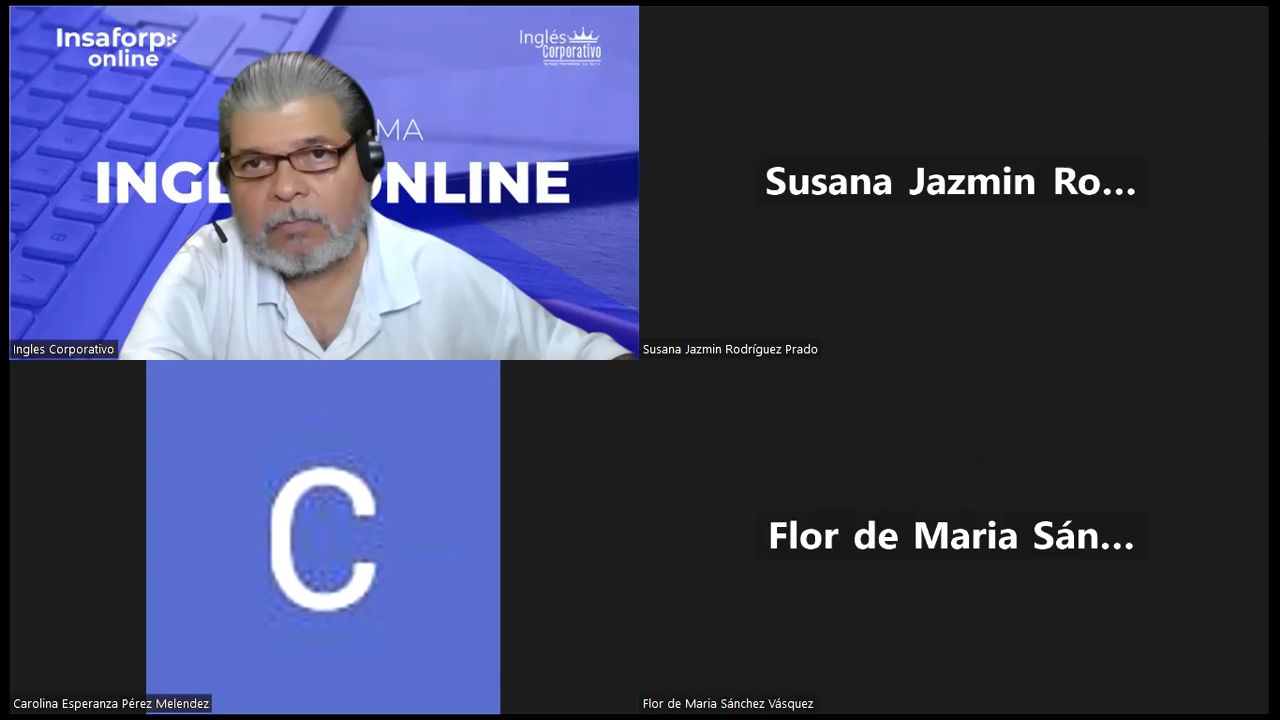 Insaforp
online
Inglés
Corporativo
MA
INGL ONLINE
Ingles Corporativo
Susana Jazmin Ro...
Susana Jazmin Rodríguez Prado
C
Carolina Esperanza Pérez Melendez
Flor de Maria Sán...
Flor de Maria Sánchez Vásquez